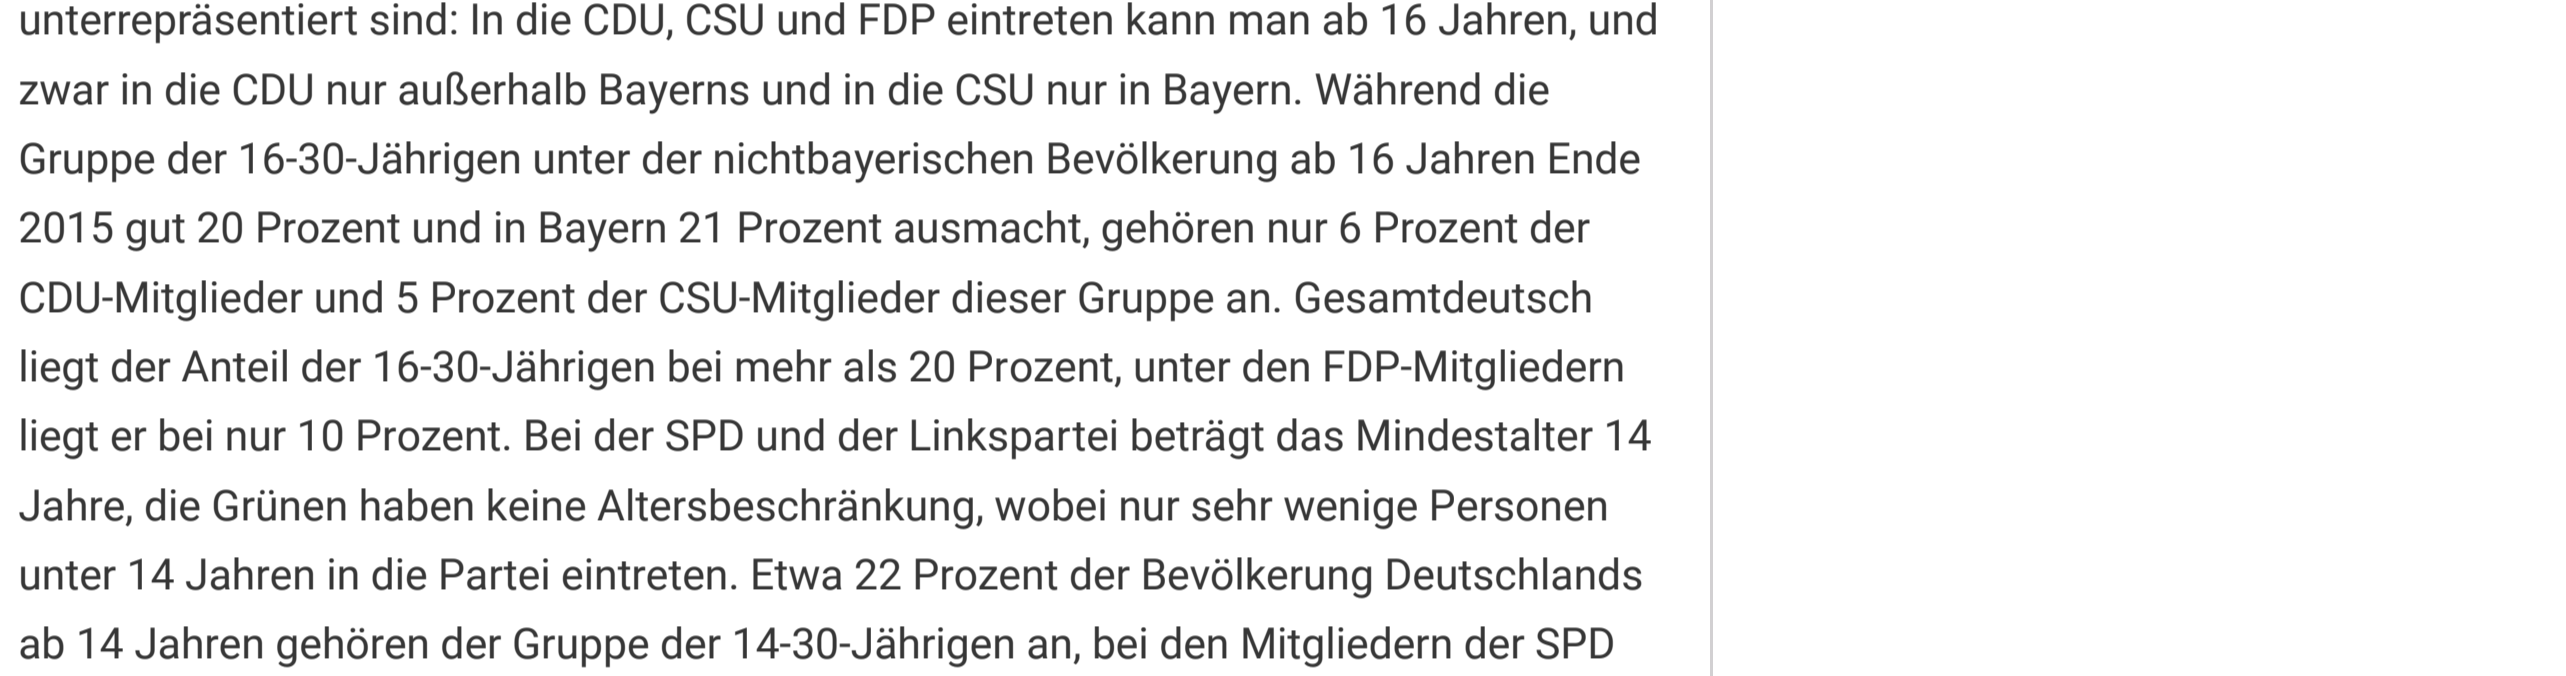 unterrepräsentiert sind: In die CDU, CSU und FDP eintreten kann man ab 16 Jahren, und
zwar in die CDU nur außerhalb Bayerns und in die CSU nur in Bayern. Während die
Gruppe der 16-30-Jährigen unter der nichtbayerischen Bevölkerung ab 16 Jahren Ende
2015 gut 20 Prozent und in Bayern 21 Prozent ausmacht, gehören nur 6 Prozent der
CDU-Mitglieder und 5 Prozent der CSU-Mitglieder dieser Gruppe an. Gesamtdeutsch
liegt der Anteil der 16-30-Jährigen bei mehr als 20 Prozent, unter den FDP-Mitgliedern
liegt er bei nur 10 Prozent. Bei der SPD und der Linkspartei beträgt das Mindestalter 14
Jahre, die Grünen haben keine Altersbeschränkung, wobei nur sehr wenige Personen
unter 14 Jahren in die Partei eintreten. Etwa 22 Prozent der Bevölkerung Deutschlands
ab 14 Jahren gehören der Gruppe der 14-30-Jährigen an, bei den Mitgliedern der SPD